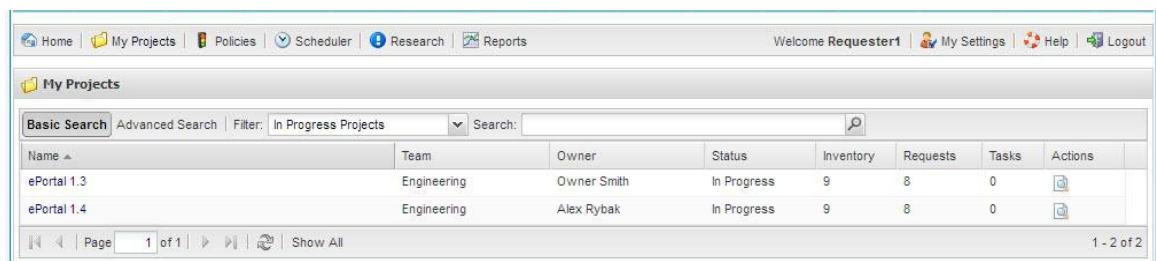 Home My Projects Policies Scheduler Research Reports Welcome Requester1 My Settings Help Logout
My Projects
Basic Search Advanced Search Filter: In Progress Projects Search:
Name Team Owner Status Inventory Requests Tasks Actions
ePortal 1.3 Engineering Owner Smith In Progress 9 8 0
ePortal 1.4 Engineering Alex Rybak In Progress 9 8 0
Page 1 of 1 Show All 1 - 2 of 2